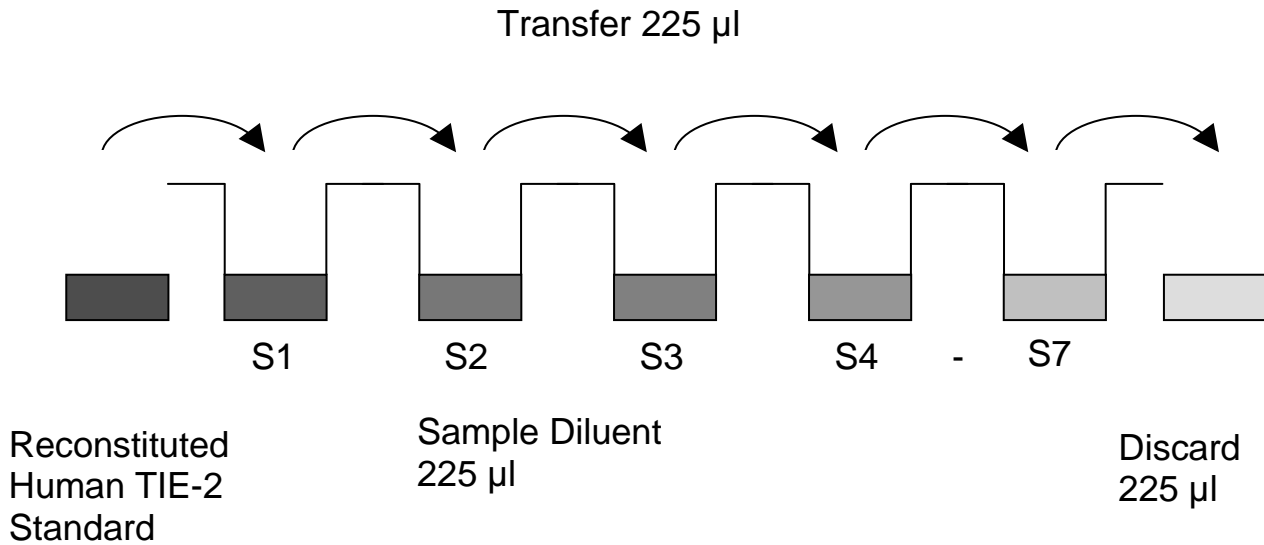 Transfer 225 µl
S1 S2 S3 S4 - S7
Reconstituted
Human TIE-2
Standard
Sample Diluent
225 µl
Discard
225 µl